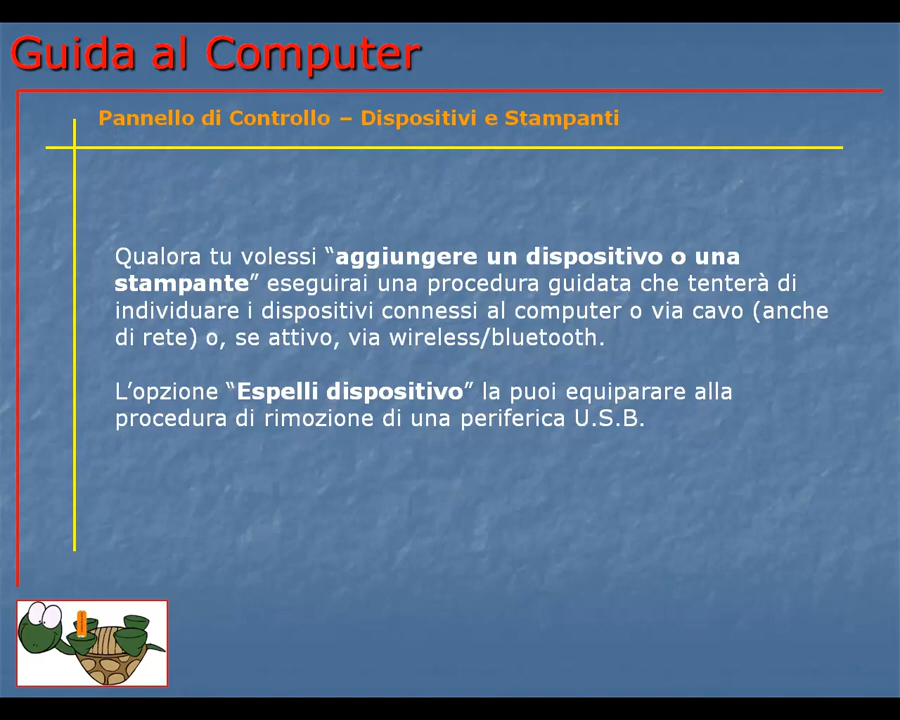 Guida al Computer
Pannello di Controllo – Dispositivi e Stampanti
Qualora tu volessi “aggiungere un dispositivo o una
stampante” eseguirai una procedura guidata che tenterà di
individuare i dispositivi connessi al computer o via cavo (anche
di rete) o, se attivo, via wireless/bluetooth.
L’opzione “Espelli dispositivo” la puoi equiparare alla
procedura di rimozione di una periferica U.S.B.